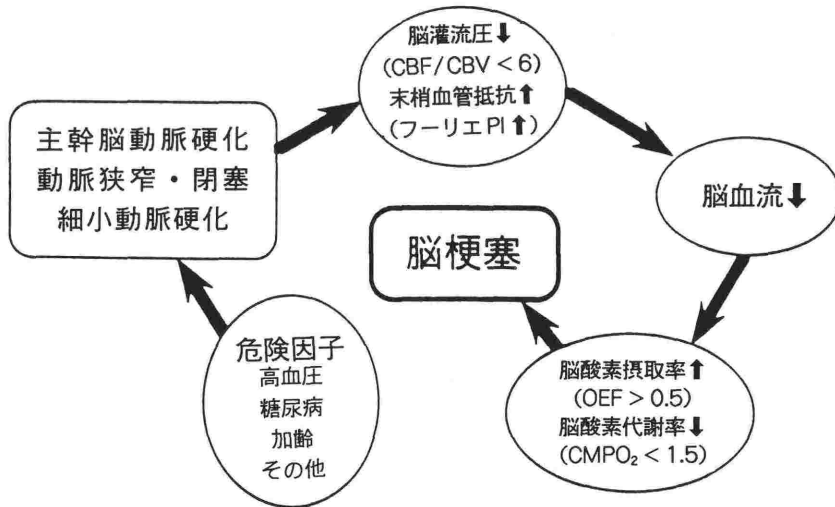 脳灌流圧⬇
(CBF/CBV < 6)
末梢血管抵抗⬆
(フーリエPI⬆)
主幹脳動脈硬化
動脈狭窄・閉塞
細小動脈硬化
脳血流⬇
脳梗塞
危険因子
高血圧
糖尿病
加齢
その他
脳酸素摂取率⬆
(OEF > 0.5)
脳酸素代謝率⬇
(CMPO₂ < 1.5)